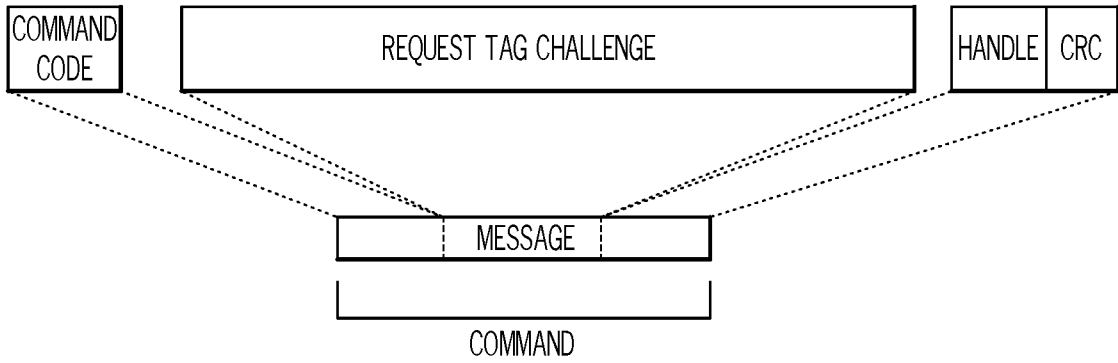 COMMAND
CODE
REQUEST TAG CHALLENGE
HANDLE
CRC
MESSAGE
COMMAND